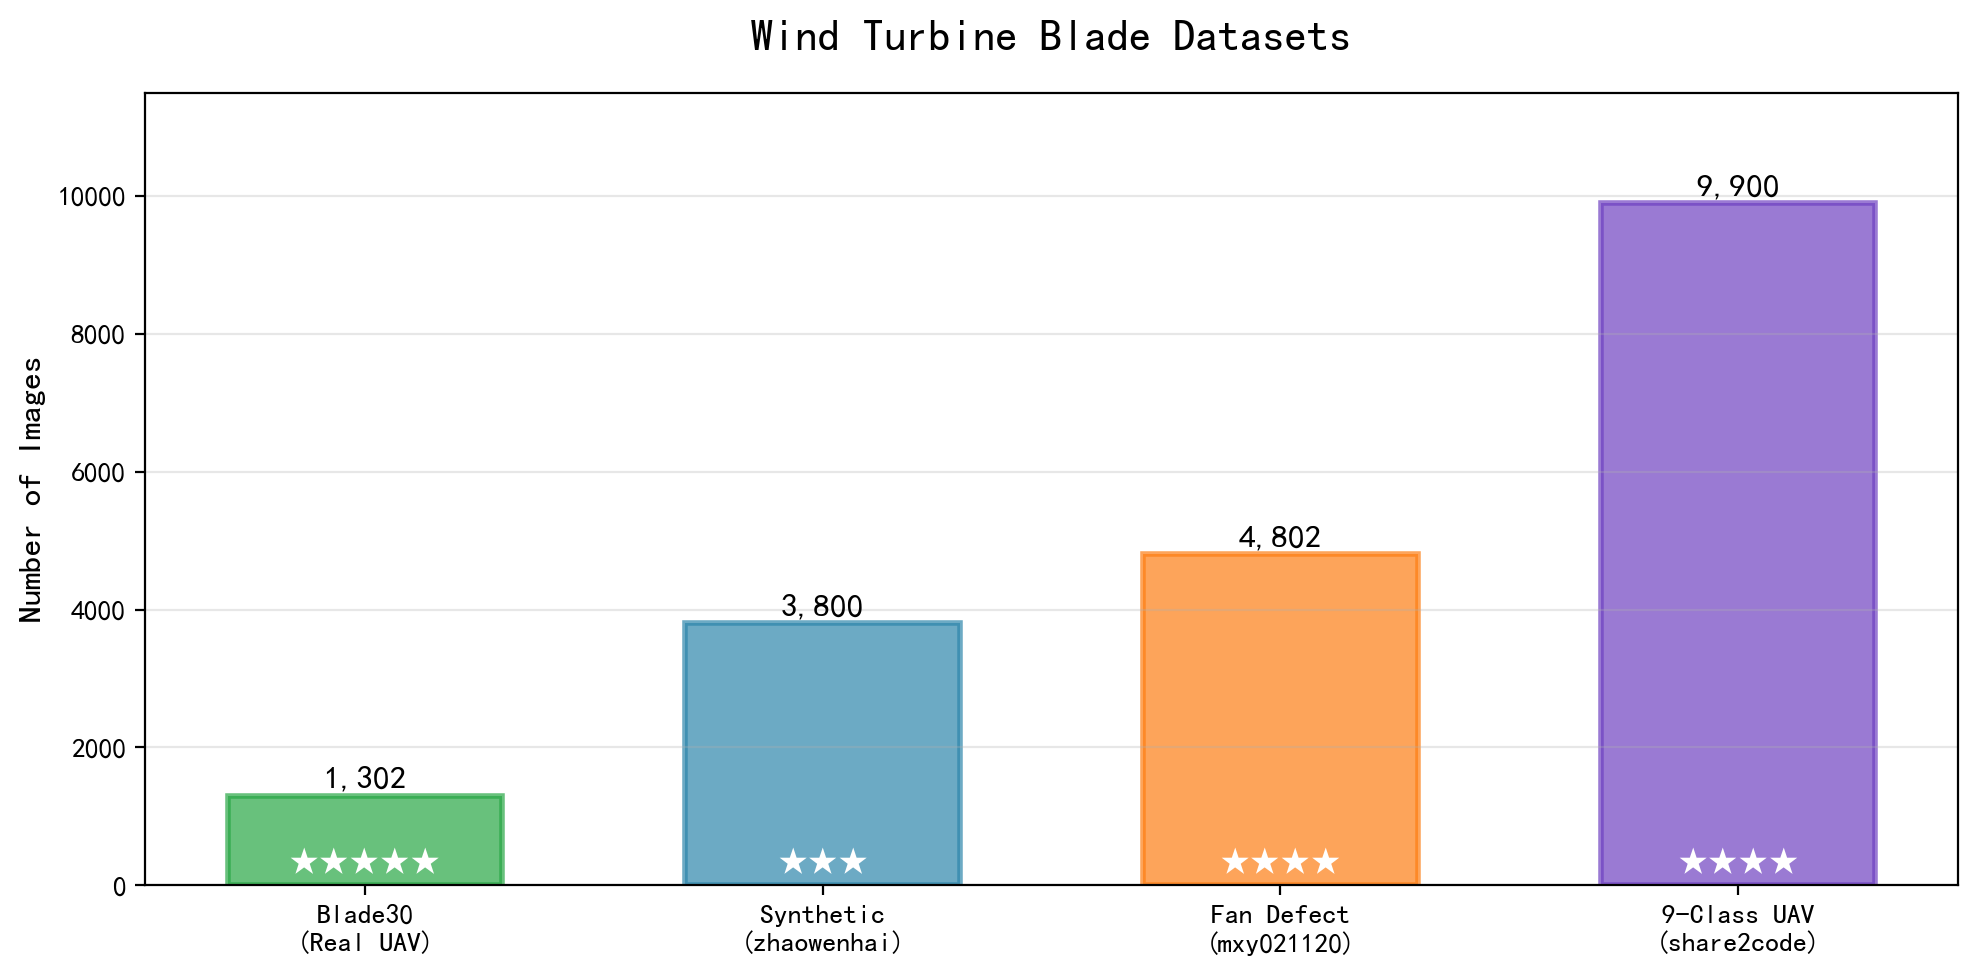 Wind Turbine Blade Datasets
Number of Images
10000
8000
6000
4000
2000
0
1,302
3,800
4,802
9,900
★★★★★
★★★
★★★★
★★★★
Blade30
(Real UAV)
Synthetic
(zhaowenhai)
Fan Defect
(mxy021120)
9-Class UAV
(share2code)